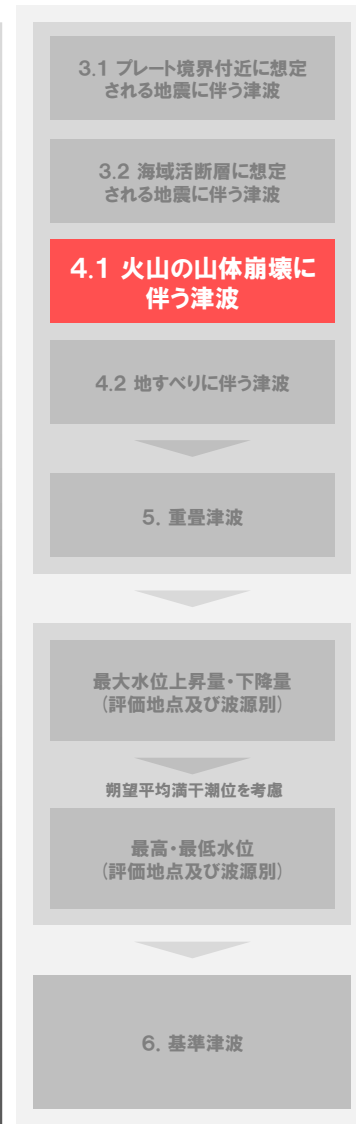 3.1 プレート境界付近に想定
される地震に伴う津波
3.2 海域活断層に想定
される地震に伴う津波
4.1 火山の山体崩壊に
伴う津波
4.2 地すべりに伴う津波
5. 重畳津波
最大水位上昇量・下降量
(評価地点及び波源別)
朔望平均満干潮位を考慮
最高・最低水位
(評価地点及び波源別)
6. 基準津波